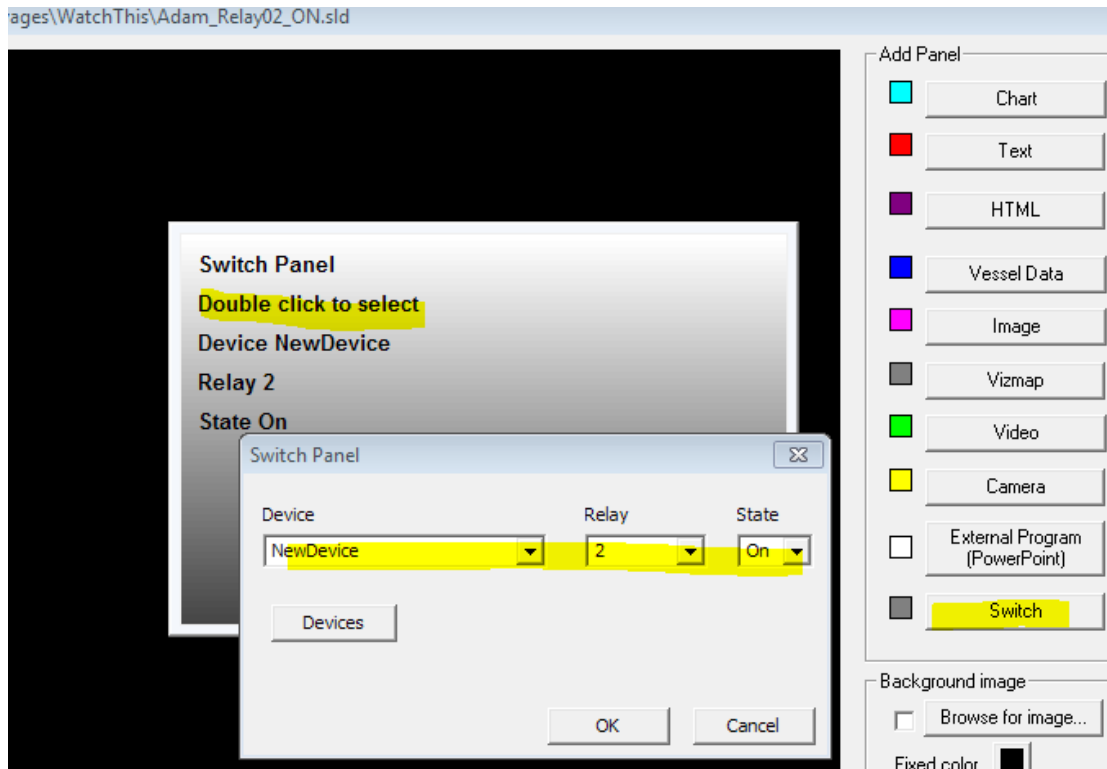 rages\WatchThis\Adam_Relay02_ON.sld
Add Panel
Chart
Text
HTML
Vessel Data
Image
Vizmap
Video
Camera
External Program
(PowerPoint)
Switch
Switch Panel
Double click to select
Device NewDevice
Relay 2
State On
Switch Panel
Device Relay State
NewDevice 2 On
Devices
OK Cancel
Background image
Browse for image...
Fixed color